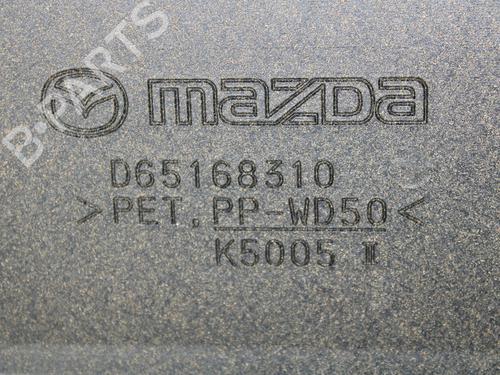 B-PARTS
mazda
D65168310
>PET, PP-WD50<
K5005 II